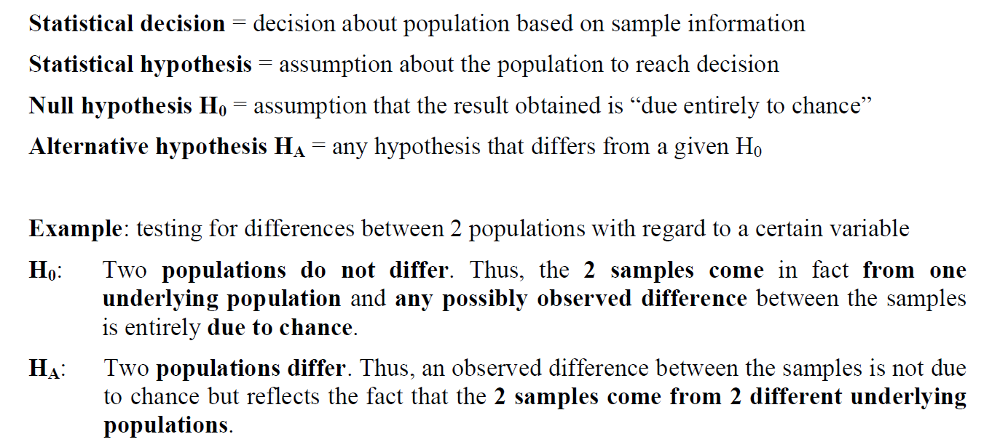 Statistical decision = decision about population based on sample information
Statistical hypothesis = assumption about the population to reach decision
Null hypothesis H₀ = assumption that the result obtained is “due entirely to chance”
Alternative hypothesis H_A = any hypothesis that differs from a given H₀
Example: testing for differences between 2 populations with regard to a certain variable
H₀: Two populations do not differ. Thus, the 2 samples come in fact from one
underlying population and any possibly observed difference between the samples
is entirely due to chance.
H_A: Two populations differ. Thus, an observed difference between the samples is not due
to chance but reflects the fact that the 2 samples come from 2 different underlying
populations.